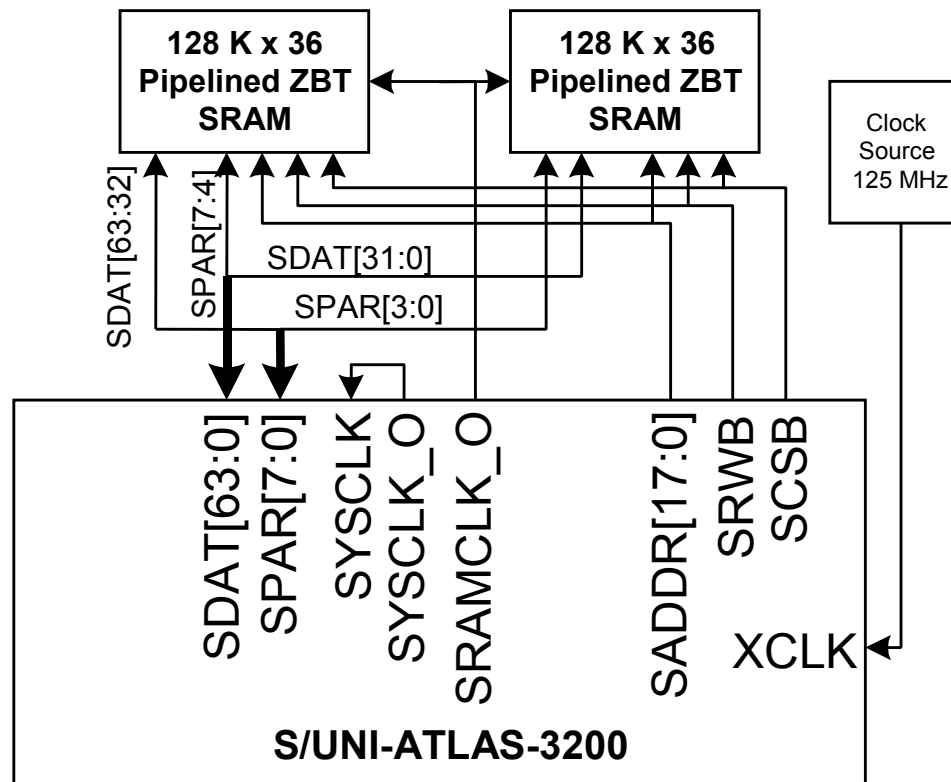 128 K x 36
Pipelined ZBT
SRAM
128 K x 36
Pipelined ZBT
SRAM
Clock
Source
125 MHz
SDAT[63:32]
SPAR[7:4]
SDAT[31:0]
SPAR[3:0]
SDAT[63:0]
SPAR[7:0]
SYSCLK
SYSCLK_O
SRAMCLK_O
SADDR[17:0]
SRWB
SCSB
XCLK
S/UNI-ATLAS-3200